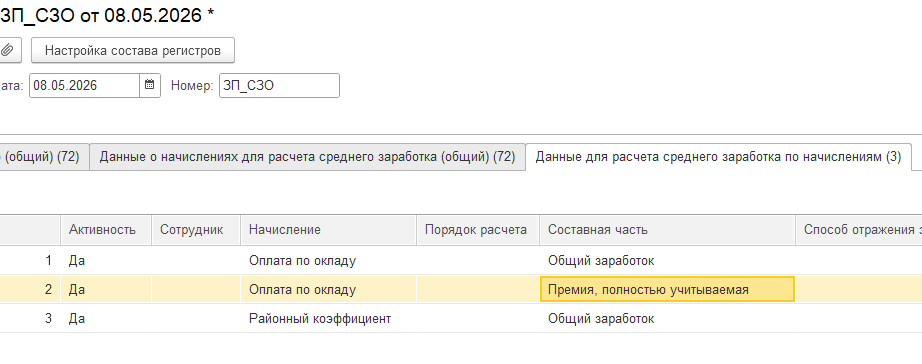 ЗП_СЗО от 08.05.2026 *
Настройка состава регистров
ата: 08.05.2026 Номер: ЗП_СЗО
) (общий) (72) Данные о начислениях для расчета среднего заработка (общий) (72) Данные для расчета среднего заработка по начислениям (3)
Активность Сотрудник Начисление Порядок расчета Составная часть Способ отражения з
1 Да Оплата по окладу Общий заработок
2 Да Оплата по окладу Премия, полностью учитываемая
3 Да Районный коэффициент Общий заработок